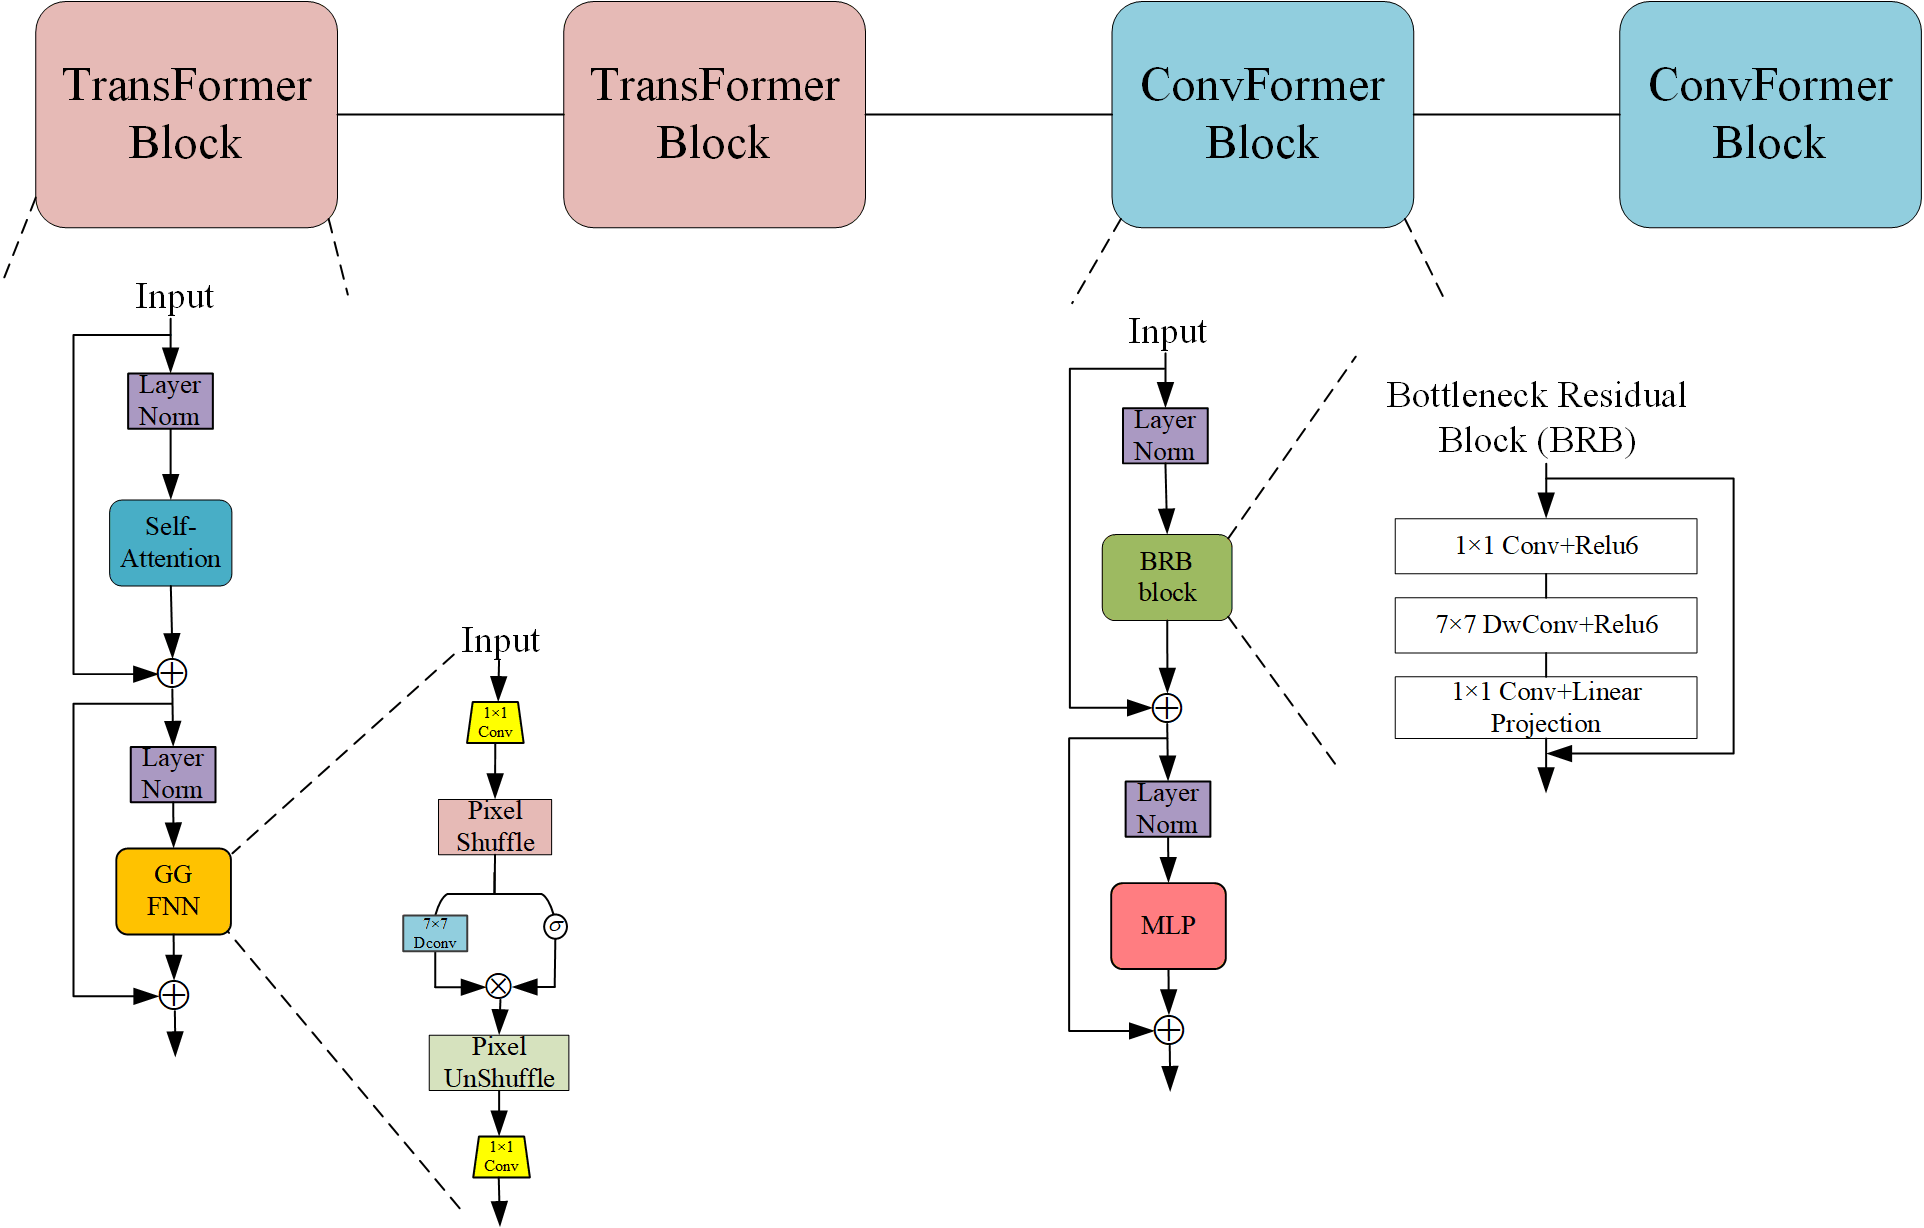 TransFormer
Block
TransFormer
Block
ConvFormer
Block
ConvFormer
Block
Input
Layer
Norm
Self-
Attention
Layer
Norm
GG
FNN
Input
1×1
Conv
Pixel
Shuffle
7×7
Dconv
σ
Pixel
UnShuffle
1×1
Conv
Input
Layer
Norm
BRB
block
Layer
Norm
MLP
Bottleneck Residual
Block (BRB)
1×1 Conv+Relu6
7×7 DwConv+Relu6
1×1 Conv+Linear
Projection